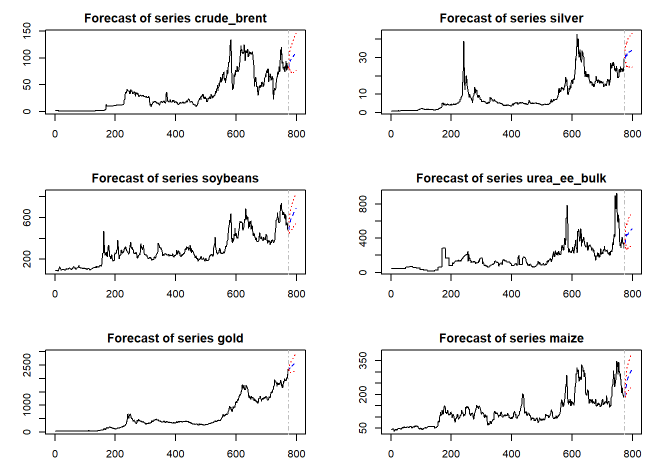 Forecast of series crude_brent
0 50 100 150
0 200 400 600 800
Forecast of series silver
0 10 30
0 200 400 600 800
Forecast of series soybeans
200 600
0 200 400 600 800
Forecast of series urea_ee_bulk
0 400 800
0 200 400 600 800
Forecast of series gold
0 1000 2500
0 200 400 600 800
Forecast of series maize
50 200 350
0 200 400 600 800